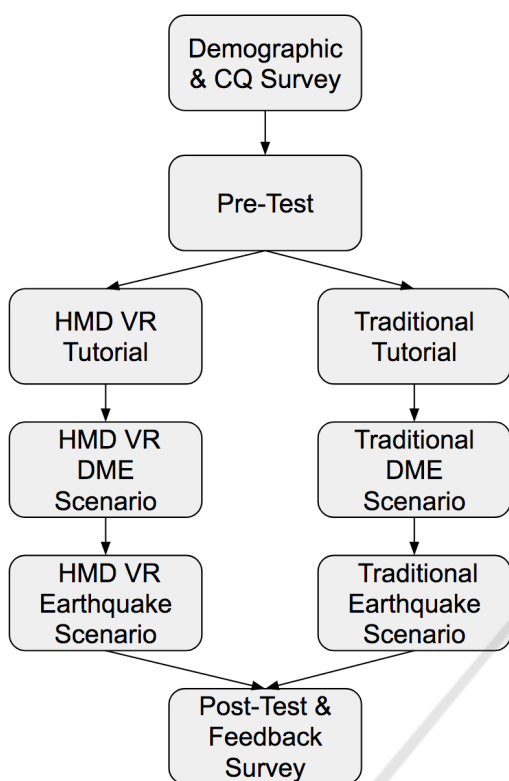 Demographic
& CQ Survey
Pre-Test
HMD VR
Tutorial
Traditional
Tutorial
HMD VR
DME
Scenario
Traditional
DME
Scenario
HMD VR
Earthquake
Scenario
Traditional
Earthquake
Scenario
Post-Test &
Feedback
Survey